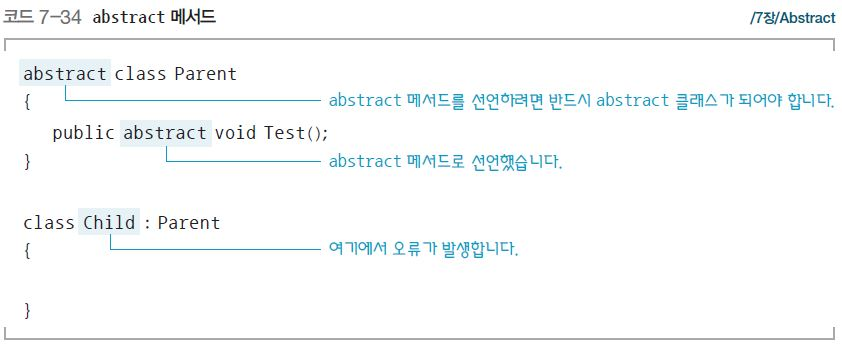 코드 7-34 abstract 메서드 /7장/Abstract
abstract class Parent
{ abstract 메서드를 선언하려면 반드시 abstract 클래스가 되어야 합니다.
public abstract void Test();
} abstract 메서드로 선언했습니다.
class Child : Parent
{ 여기에서 오류가 발생합니다.
}